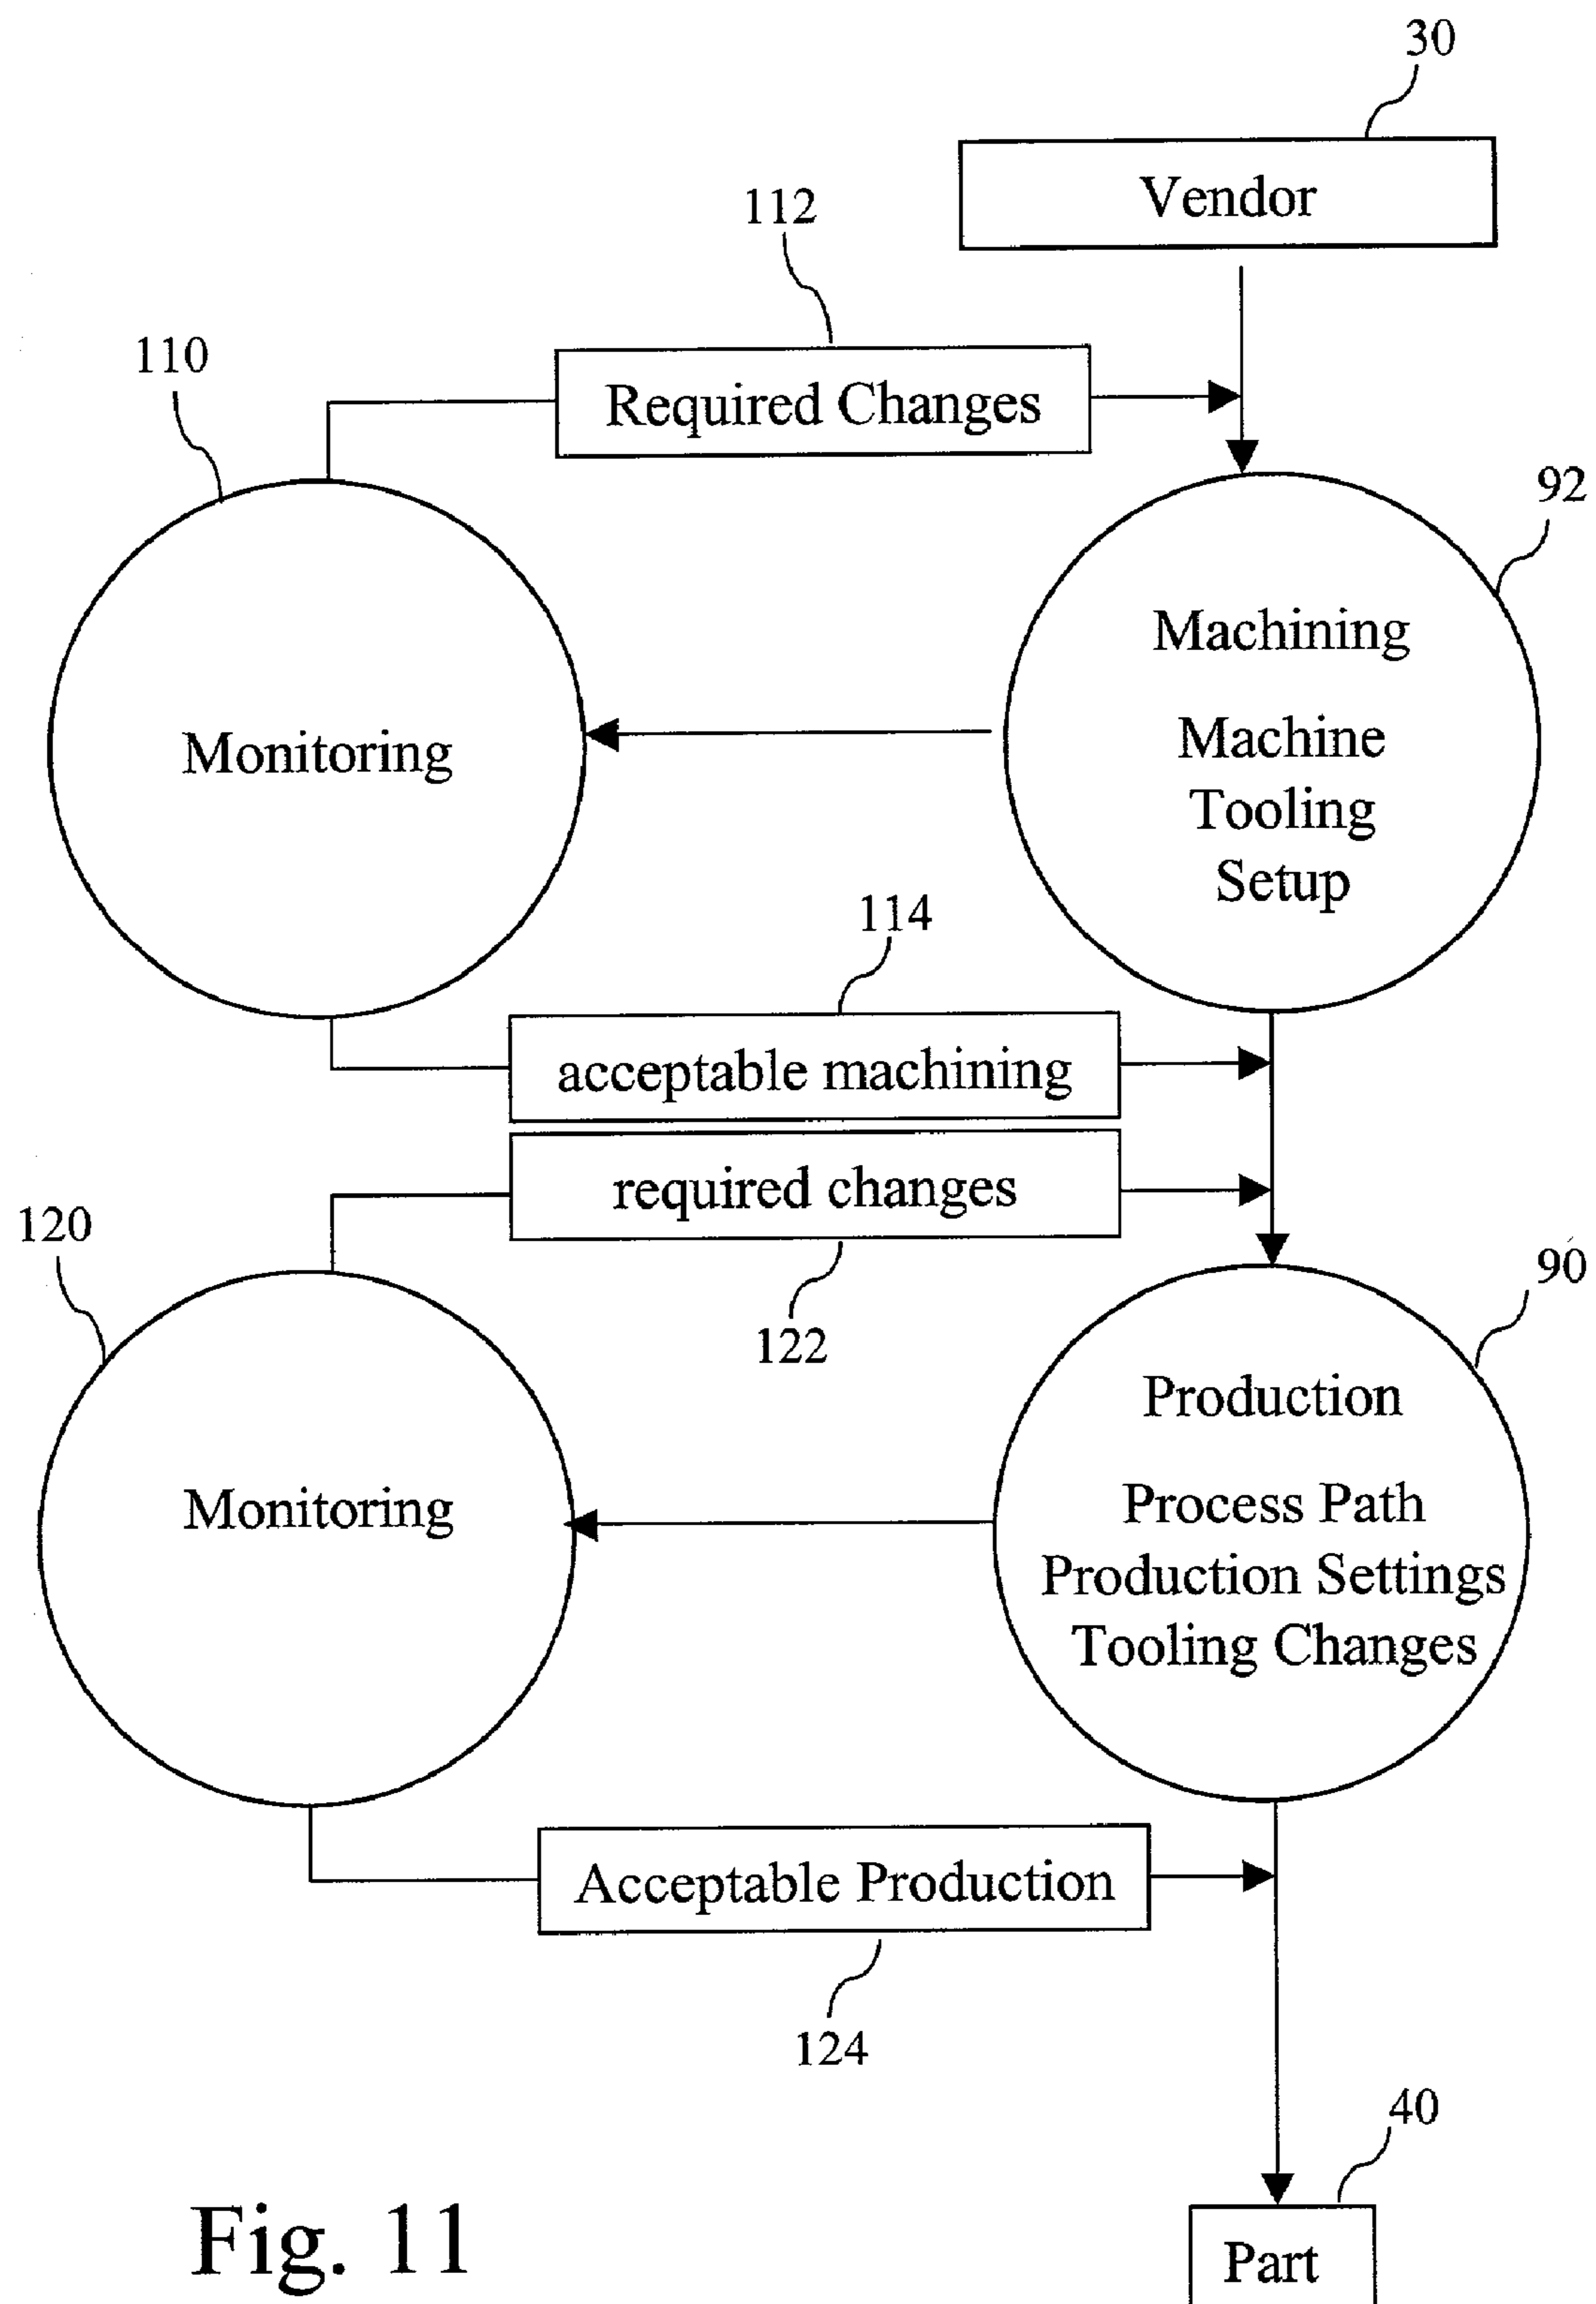 30
Vendor
112
Required Changes
110
92
Monitoring
Machining
Machine
Tooling
Setup
114
acceptable machining
required changes
122
120
90
Monitoring
Production
Process Path
Production Settings
Tooling Changes
Acceptable Production
124
40
Part
Fig. 11